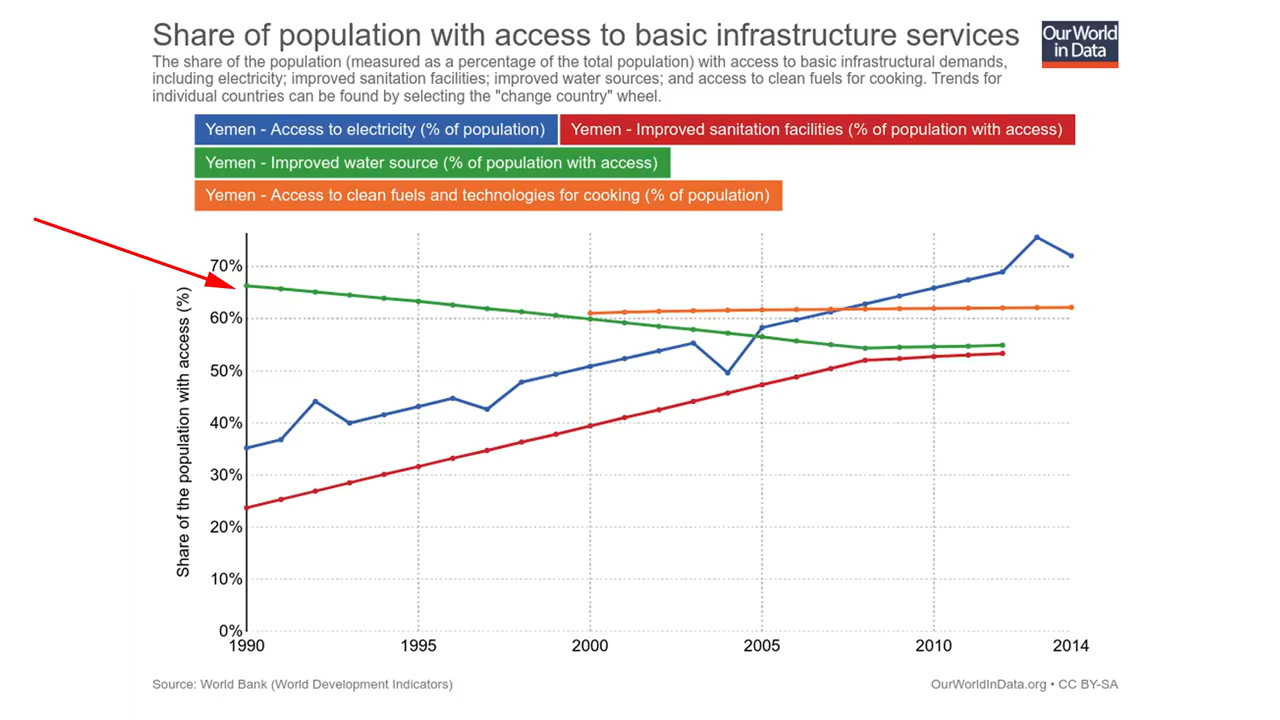 Share of population with access to basic infrastructure services
Our World
in Data
The share of the population (measured as a percentage of the total population) with access to basic infrastructural demands,
including electricity; improved sanitation facilities; improved water sources; and access to clean fuels for cooking. Trends for
individual countries can be found by selecting the "change country" wheel.
Yemen - Access to electricity (% of population)
Yemen - Improved sanitation facilities (% of population with access)
Yemen - Improved water source (% of population with access)
Yemen - Access to clean fuels and technologies for cooking (% of population)
Share of the population with access (%)
70%
60%
50%
40%
30%
20%
10%
0%
1990
1995
2000
2005
2010
2014
Source: World Bank (World Development Indicators)
OurWorldInData.org • CC BY-SA